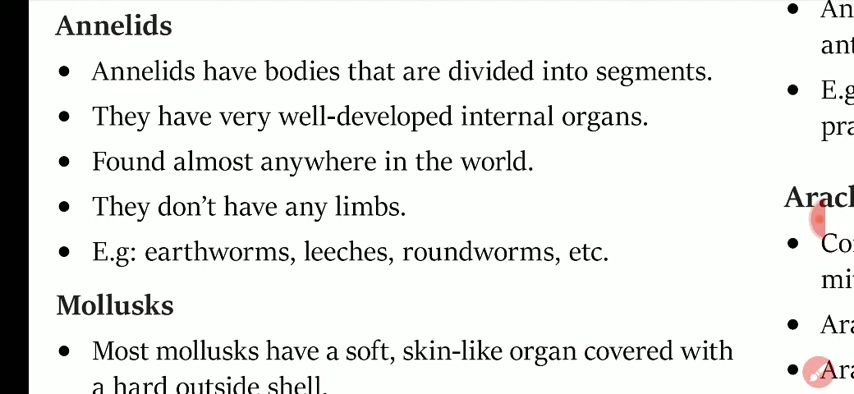 Annelids
• Annelids have bodies that are divided into segments.
• They have very well-developed internal organs.
• Found almost anywhere in the world.
• They don’t have any limbs.
• E.g: earthworms, leeches, roundworms, etc.
Mollusks
• Most mollusks have a soft, skin-like organ covered with
a hard outside shell.